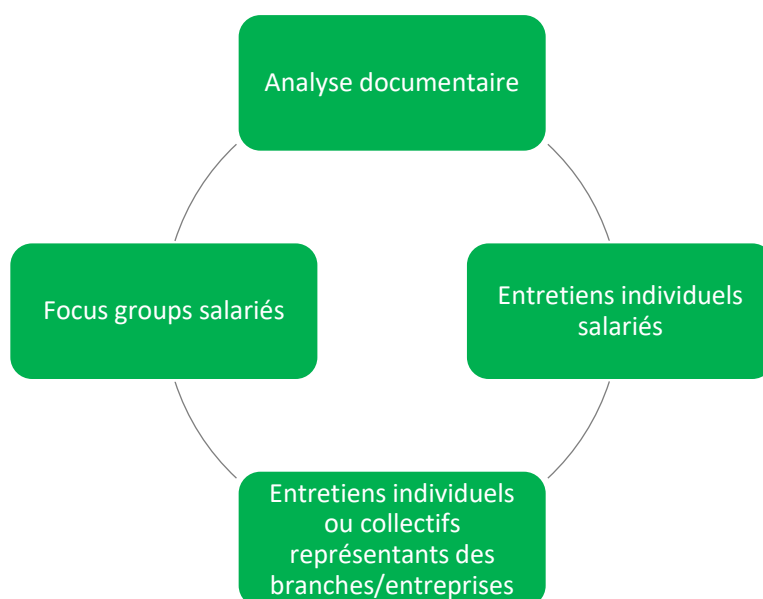 Analyse documentaire
Focus groups salariés
Entretiens individuels
salariés
Entretiens individuels
ou collectifs
représentants des
branches/entreprises